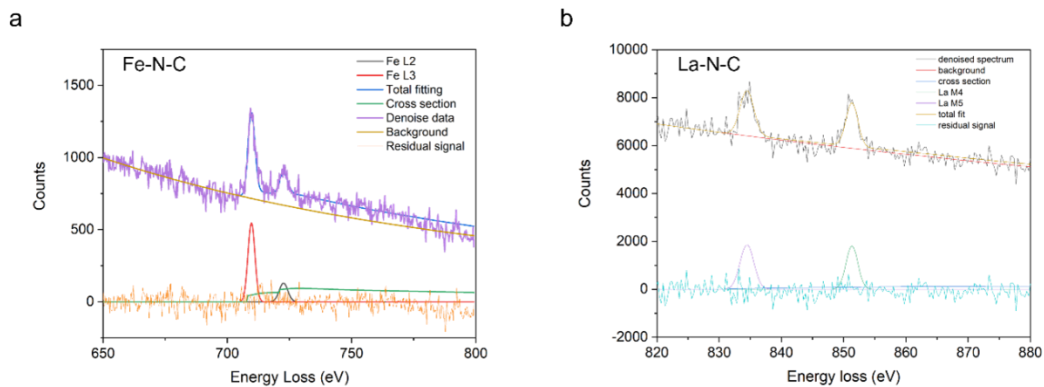 a
Fe-N-C
Fe L2
Fe L3
Total fitting
Cross section
Denoise data
Background
Residual signal
1500
1000
500
0
Counts
650
700
750
800
Energy Loss (eV)
b
La-N-C
denoised spectrum
background
cross section
La M4
La M5
total fit
residual signal
10000
8000
6000
4000
2000
0
-2000
Counts
820
830
840
850
860
870
880
Energy loss (eV)